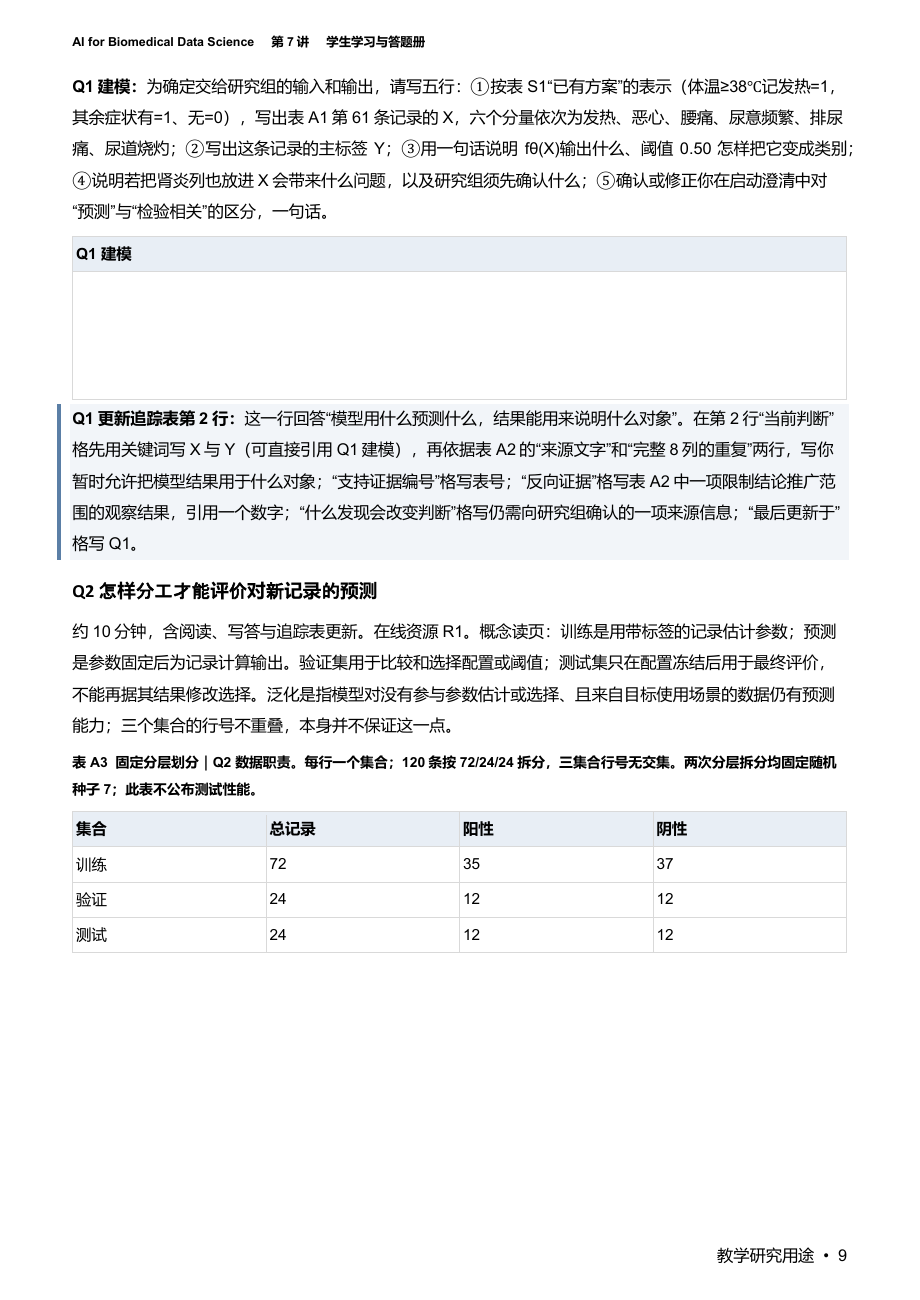 AI for Biomedical Data Science 第 7 讲 学生学习与答题册
Q1 建模：为确定交给研究组的输入和输出，请写五行：①按表 S1“已有方案”的表示（体温≥38℃记发热=1，
其余症状有=1、无=0），写出表 A1 第 61 条记录的 X，六个分量依次为发热、恶心、腰痛、尿意频繁、排尿
痛、尿道烧灼；②写出这条记录的主标签 Y；③用一句话说明 fθ(X)输出什么、阈值 0.50 怎样把它变成类别；
④说明若把肾炎列也放进 X 会带来什么问题，以及研究组须先确认什么；⑤确认或修正你在启动澄清中对
“预测”与“检验相关”的区分，一句话。
Q1 建模
Q1 更新追踪表第 2 行：这一行回答“模型用什么预测什么，结果能用来说明什么对象”。在第 2 行“当前判断”
格先用关键词写 X 与 Y（可直接引用 Q1 建模），再依据表 A2 的“来源文字”和“完整 8 列的重复”两行，写你
暂时允许把模型结果用于什么对象；“支持证据编号”格写表号；“反向证据”格写表 A2 中一项限制结论推广范
围的观察结果，引用一个数字；“什么发现会改变判断”格写仍需向研究组确认的一项来源信息；“最后更新于”
格写 Q1。
Q2 怎样分工才能评价对新记录的预测
约 10 分钟，含阅读、写答与追踪表更新。在线资源 R1。概念读页：训练是用带标签的记录估计参数；预测
是参数固定后为记录计算输出。验证集用于比较和选择配置或阈值；测试集只在配置冻结后用于最终评价，
不能再据其结果修改选择。泛化是指模型对没有参与参数估计或选择、且来自目标使用场景的数据仍有预测
能力；三个集合的行号不重叠，本身并不保证这一点。
表 A3 固定分层划分｜Q2 数据职责。每行一个集合；120 条按 72/24/24 拆分，三集合行号无交集。两次分层拆分均固定随机
种子 7；此表不公布测试性能。
集合 总记录 阳性 阴性
训练 72 35 37
验证 24 12 12
测试 24 12 12
教学研究用途 • 9